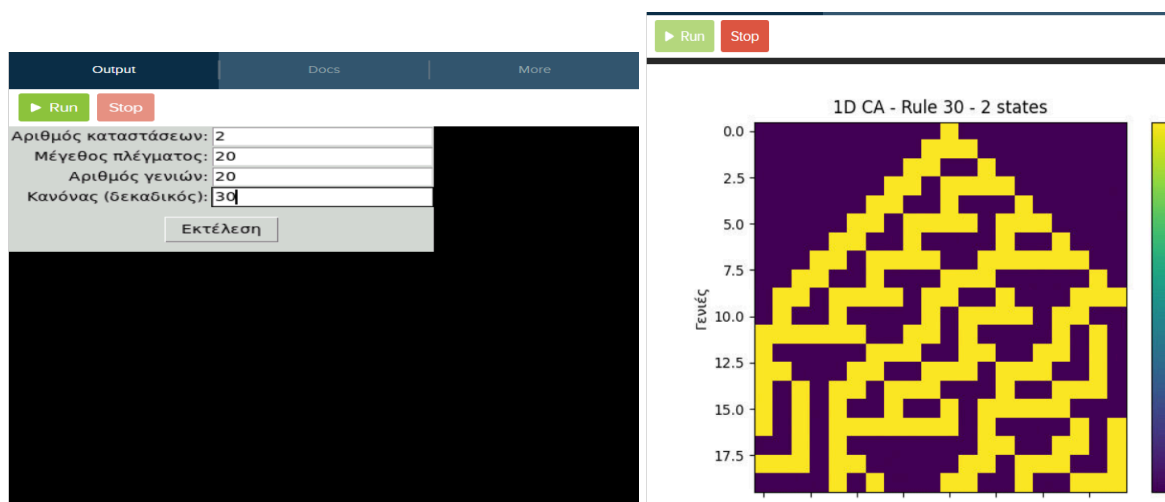 Output
Docs
More
Run
Stop
Αριθμός καταστάσεων: 2
Μέγεθος πλέγματος: 20
Αριθμός γενιών: 20
Κανόνας (δεκαδικός): 30
Εκτέλεση
Run
Stop
1D CA - Rule 30 - 2 states
0.0
2.5
5.0
7.5
10.0
12.5
15.0
17.5
Γενιές